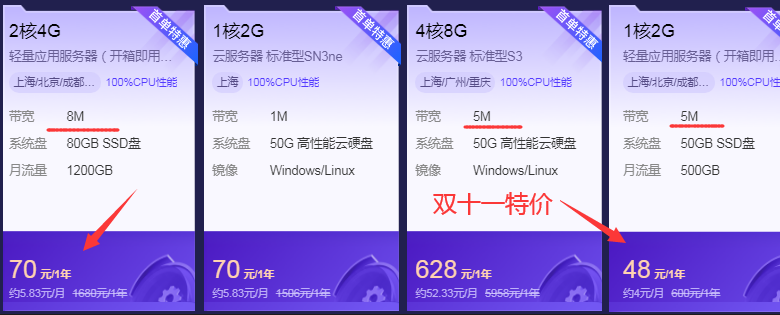 首单特惠
2核4G
轻量应用服务器（开箱即用…
上海/北京/成都… 100%CPU性能
带宽 8M
系统盘 80GB SSD盘
月流量 1200GB
70 元/1年
约5.83元/月 1680元/1年
首单特惠
1核2G
云服务器 标准型SN3ne
上海 100%CPU性能
带宽 1M
系统盘 50G 高性能云硬盘
镜像 Windows/Linux
70 元/1年
约5.83元/月 1506元/1年
首单特惠
4核8G
云服务器 标准型S3
上海/广州/重庆 100%CPU性能
带宽 5M
系统盘 50G 高性能云硬盘
镜像 Windows/Linux
双十一特价
628 元/1年
约52.33元/月 5958元/1年
首单特惠
1核2G
轻量应用服务器（开箱即用…
上海/北京/成都… 100%CPU性能
带宽 5M
系统盘 50GB SSD盘
月流量 500GB
48 元/1年
约4元/月 600元/1年